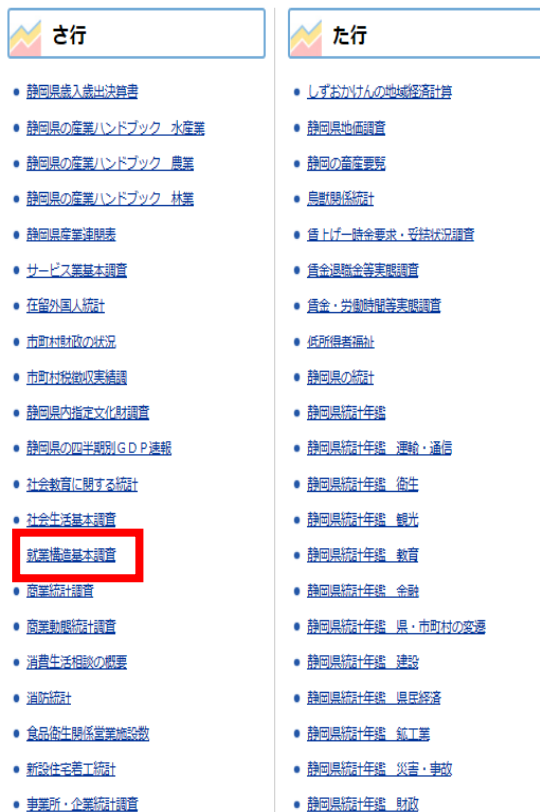 さ行
静岡県歳入歳出決算書
静岡県の産業ハンドブック 水産業
静岡県の産業ハンドブック 農業
静岡県の産業ハンドブック 林業
静岡県産業連関表
サービス業基本調査
在留外国人統計
市町村財政の状況
市町村税徴収実績調
静岡県内指定文化財調査
静岡県の四半期別ＧＤＰ速報
社会教育に関する統計
社会生活基本調査
就業構造基本調査
商業統計調査
商業動態統計調査
消費生活相談の概要
消防統計
食品衛生関係営業施設数
新設住宅着工統計
事業所・企業統計調査
た行
しずおかけんの地域経済計算
静岡県地価調査
静岡の畜産要覧
鳥獣関係統計
賃上げ一時金要求・妥結状況調査
賃金退職金等実態調査
賃金・労働時間等実態調査
低所得者福祉
静岡県の統計
静岡県統計年鑑
静岡県統計年鑑 運輸・通信
静岡県統計年鑑 衛生
静岡県統計年鑑 観光
静岡県統計年鑑 教育
静岡県統計年鑑 金融
静岡県統計年鑑 県・市町村の変遷
静岡県統計年鑑 建設
静岡県統計年鑑 県民経済
静岡県統計年鑑 鉱工業
静岡県統計年鑑 災害・事故
静岡県統計年鑑 財政